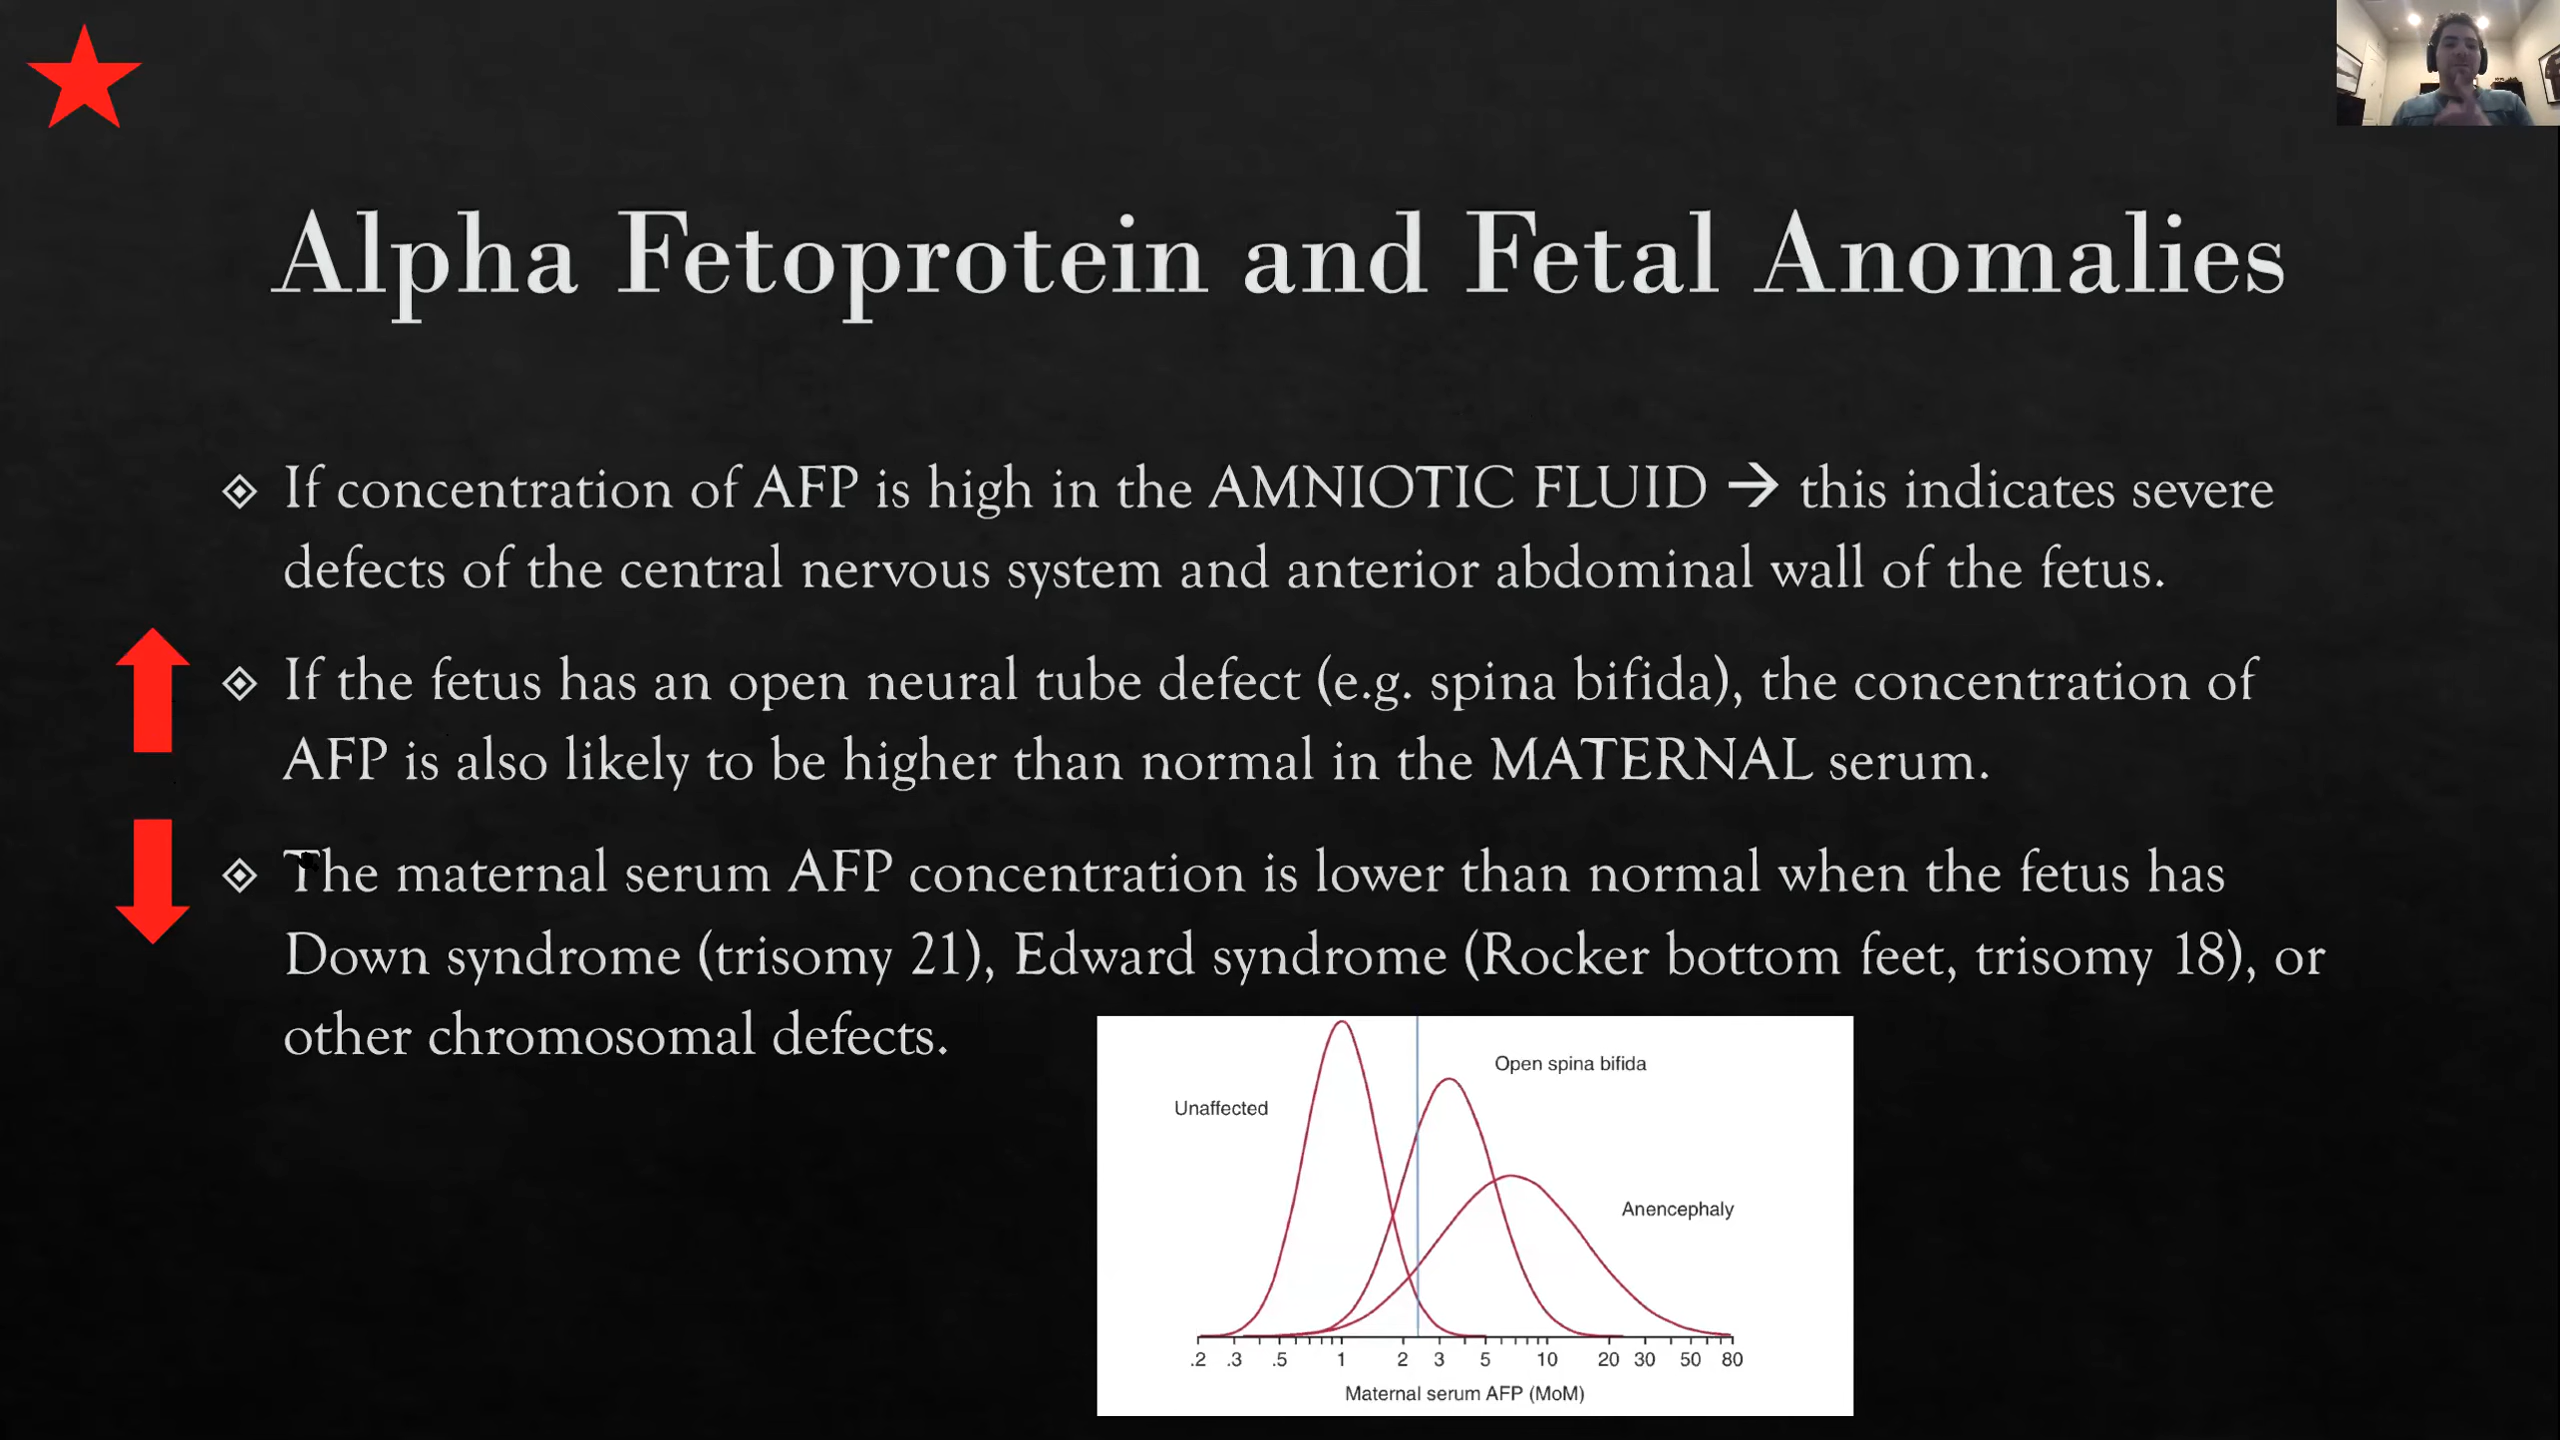 Alpha Fetoprotein and Fetal Anomalies
If concentration of AFP is high in the AMNIOTIC FLUID → this indicates severe
defects of the central nervous system and anterior abdominal wall of the fetus.
If the fetus has an open neural tube defect (e.g. spina bifida), the concentration of
AFP is also likely to be higher than normal in the MATERNAL serum.
The maternal serum AFP concentration is lower than normal when the fetus has
Down syndrome (trisomy 21), Edward syndrome (Rocker bottom feet, trisomy 18), or
other chromosomal defects.
Open spina bifida
Unaffected
Anencephaly
.2 .3 .5 1 2 3 5 10 20 30 50 80
Maternal serum AFP (MoM)